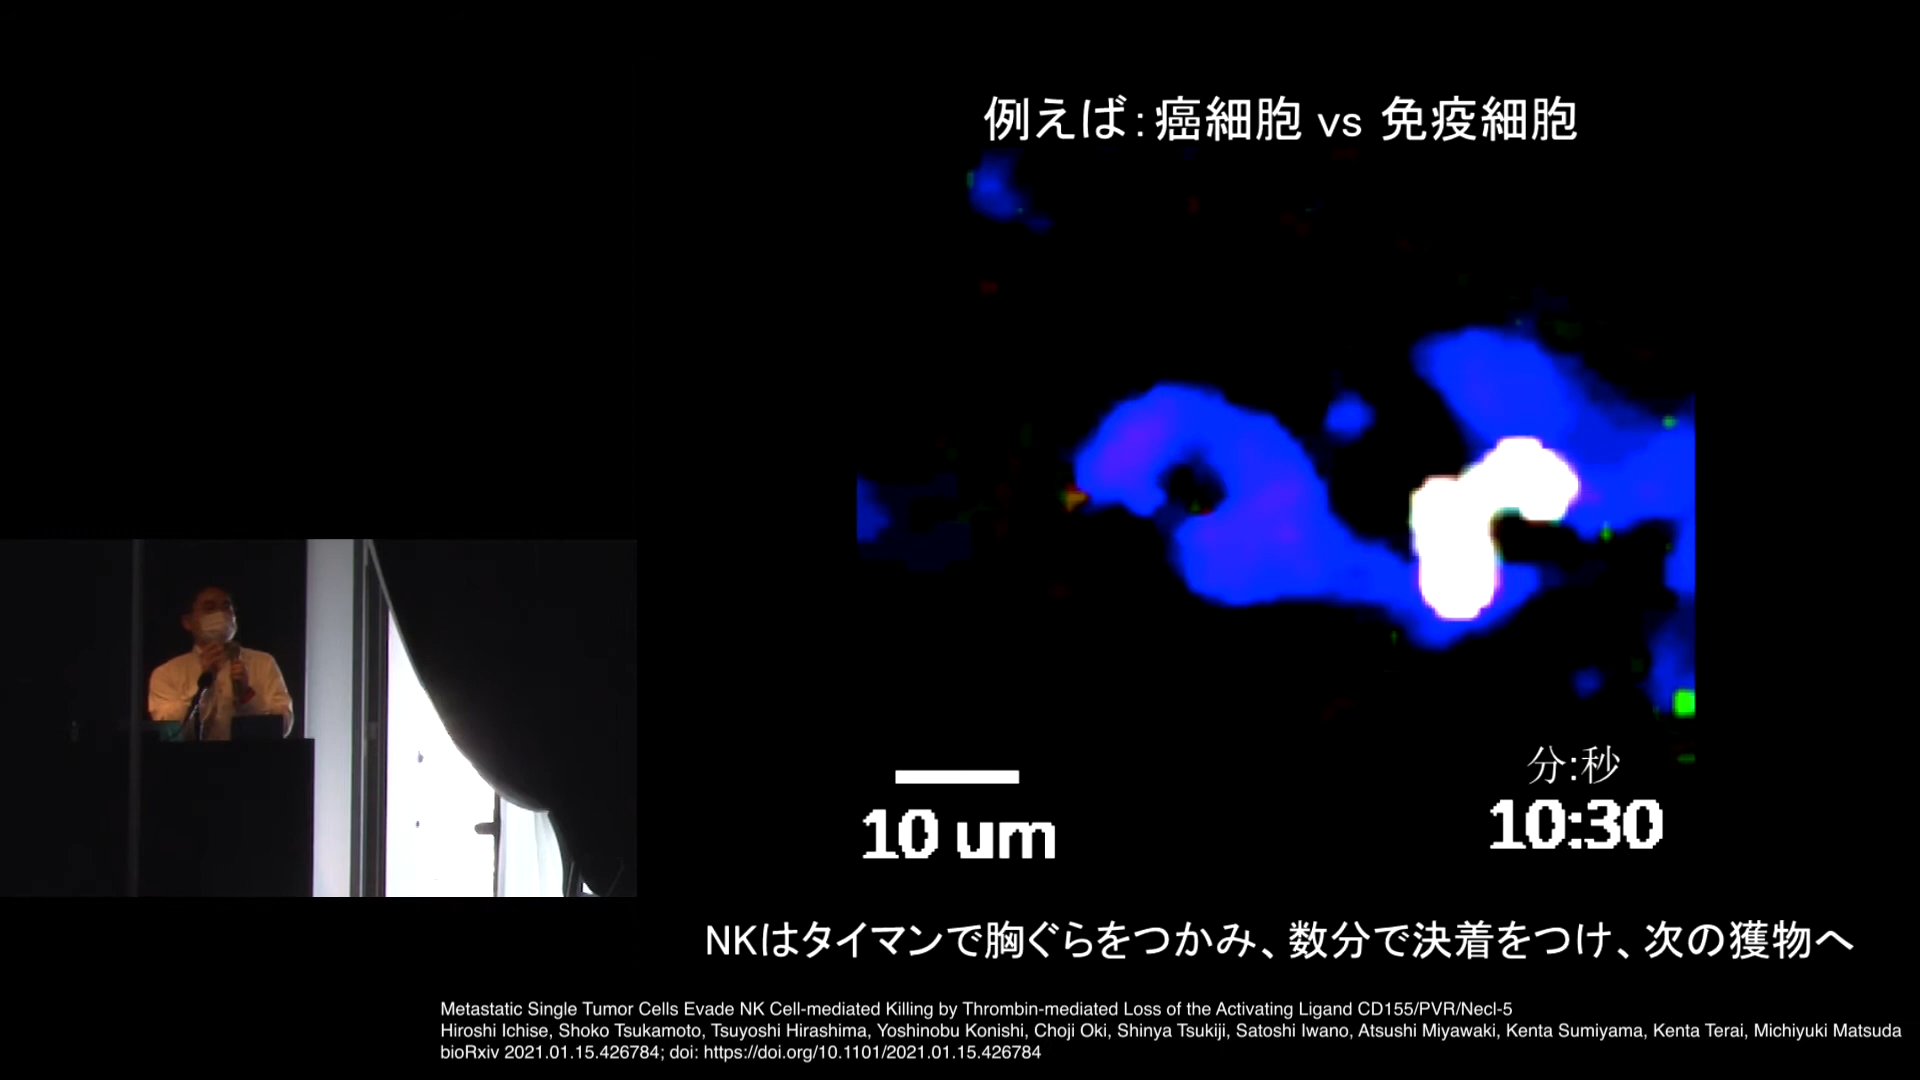 例えば：癌細胞 vs 免疫細胞
分:秒
10:30
10 um
NKはタイマンで胸ぐらをつかみ、数分で決着をつけ、次の獲物へ
Metastatic Single Tumor Cells Evade NK Cell-mediated Killing by Thrombin-mediated Loss of the Activating Ligand CD155/PVR/Necl-5
Hiroshi Ichise, Shoko Tsukamoto, Tsuyoshi Hirashima, Yoshinobu Konishi, Choji Oki, Shinya Tsukiji, Satoshi Iwano, Atsushi Miyawaki, Kenta Sumiyama, Kenta Terai, Michiyuki Matsuda
bioRxiv 2021.01.15.426784; doi: https://doi.org/10.1101/2021.01.15.426784